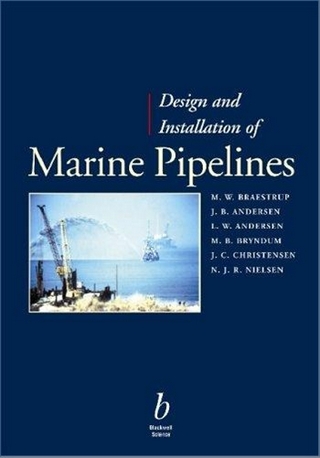 Design and
Installation of
Marine Pipelines
M. W. BRAESTRUP
J. B. ANDERSEN
L. W. ANDERSEN
M. B. BRYNDUM
J. C. CHRISTENSEN
N. J. R. NIELSEN
b
Blackwell
Science